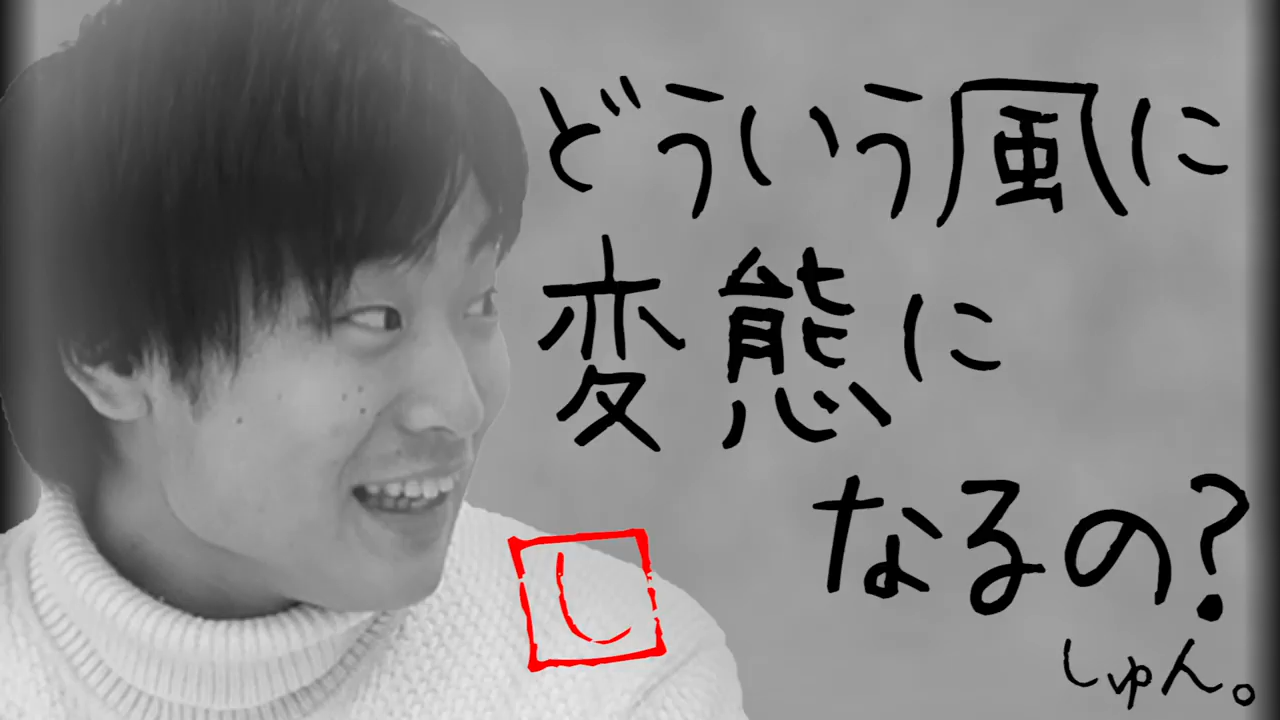 どういう風に
変態に
なるの?
し
しゅん。